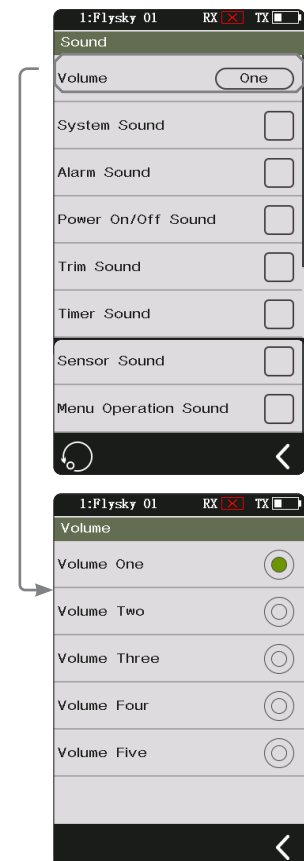 1:Flysky 01 RX TX
Sound
Volume One
System Sound
Alarm Sound
Power On/Off Sound
Trim Sound
Timer Sound
Sensor Sound
Menu Operation Sound
1:Flysky 01 RX TX
Volume
Volume One
Volume Two
Volume Three
Volume Four
Volume Five